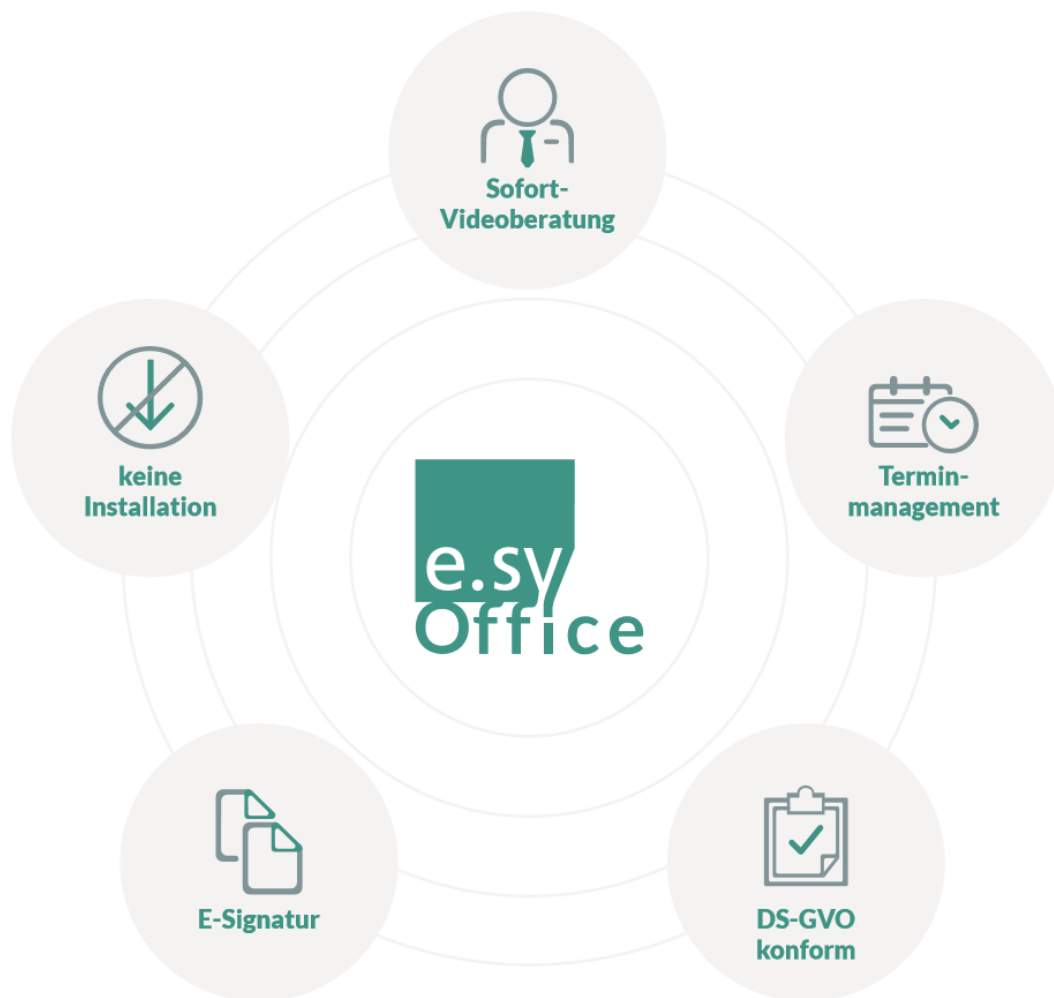 Sofort-
Videoberatung
keine
Installation
Termin-
management
e.sy
Office
E-Signatur
DS-GVO
konform